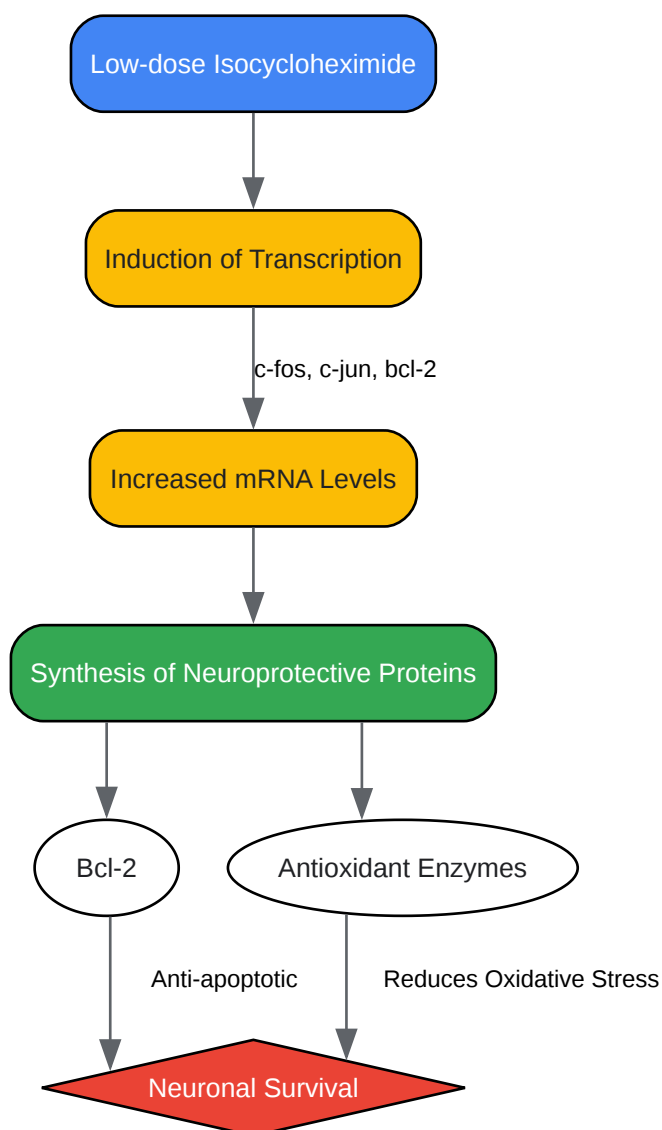 Low-dose Isocycloheximide
Induction of Transcription
c-fos, c-jun, bcl-2
Increased mRNA Levels
Synthesis of Neuroprotective Proteins
Bcl-2
Antioxidant Enzymes
Anti-apoptotic
Reduces Oxidative Stress
Neuronal Survival